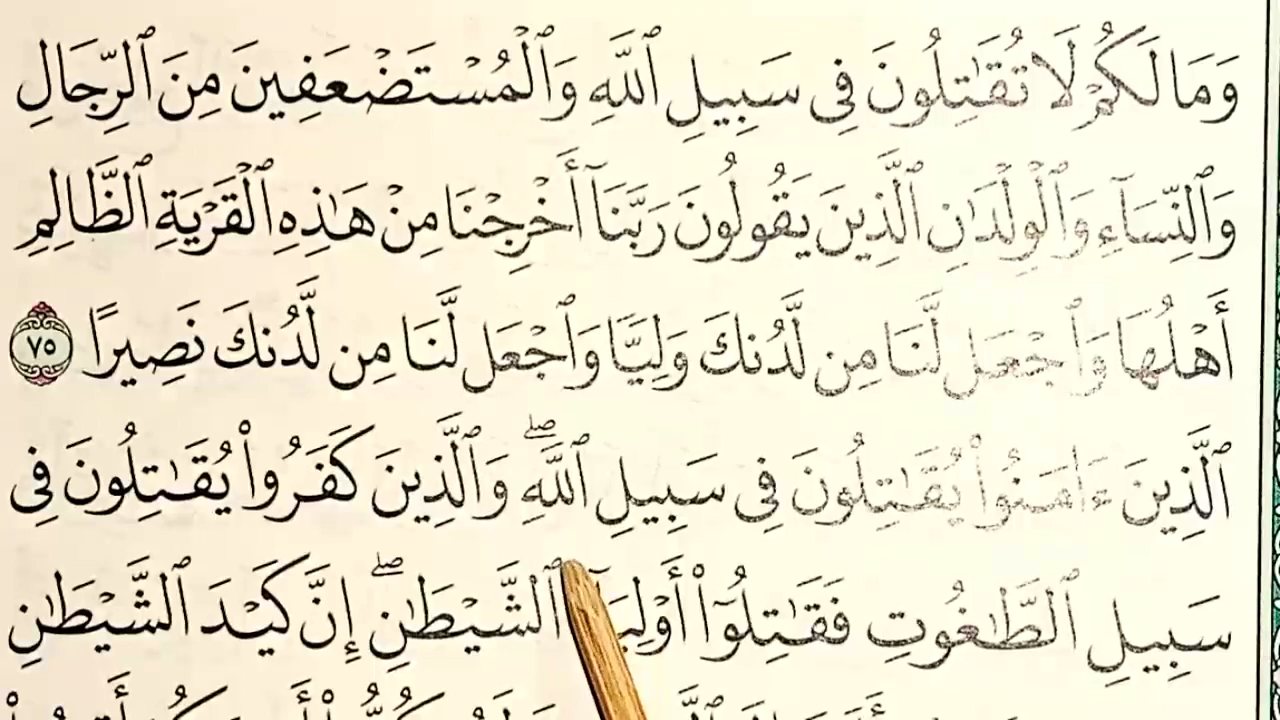 وَمَا لَكُمْ لَا تُقَـٰتِلُونَ فِى سَبِيلِ ٱللَّهِ وَٱلْمُسْتَضْعَفِينَ مِنَ ٱلرِّجَالِ
وَٱلنِّسَآءِ وَٱلْوِلْدَٰنِ ٱلَّذِينَ يَقُولُونَ رَبَّنَآ أَخْرِجْنَا مِنْ هَـٰذِهِ ٱلْقَرْيَةِ ٱلظَّالِمِ
أَهْلُهَا وَٱجْعَل لَّنَا مِن لَّدُنكَ وَلِيًّا وَٱجْعَل لَّنَا مِن لَّدُنكَ نَصِيرًا ٧٥
ٱلَّذِينَ ءَامَنُوا۟ يُقَـٰتِلُونَ فِى سَبِيلِ ٱللَّهِ ۖ وَٱلَّذِينَ كَفَرُوا۟ يُقَـٰتِلُونَ فِى
سَبِيلِ ٱلطَّـٰغُوتِ فَقَـٰتِلُوٓا۟ ٱلشَّيْطَـٰنِ ۖ إِنَّ كَيْدَ ٱلشَّيْطَـٰنِ